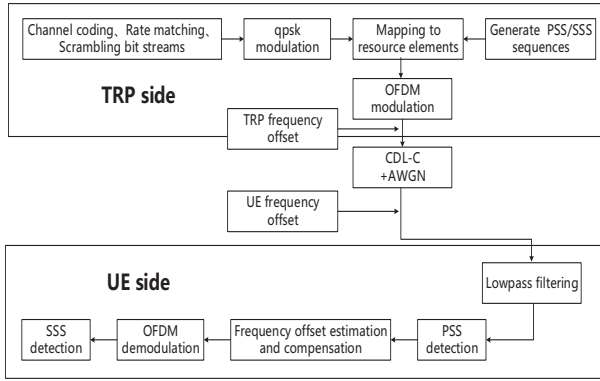 Channel coding、Rate matching、
Scrambling bit streams
qpsk
modulation
Mapping to
resource elements
Generate PSS/SSS
sequences
TRP side
OFDM
modulation
TRP frequency
offset
CDL-C
+AWGN
UE frequency
offset
UE side
Lowpass filtering
SSS
detection
OFDM
demodulation
Frequency offset estimation
and compensation
PSS
detection